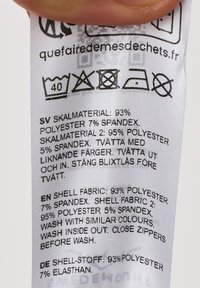 quefairedemesdechets.fr
40
SV SKALMATERIAL: 93%
POLYESTER 7% SPANDEX.
SKALMATERIAL 2: 95% POLYESTER
5% SPANDEX. TVÄTTA MED
LIKNANDE FÄRGER. TVÄTTA UT
OCH IN. STÄNG BLIXTLÅS FÖRE
TVÄTT.
EN SHELL FABRIC: 93% POLYESTER
7% SPANDEX. SHELL FABRIC 2:
95% POLYESTER, 5% SPANDEX.
WASH WITH SIMILAR COLOURS
WASH INSIDE OUT. CLOSE ZIPPERS
BEFORE WASH.
DE SHELL-STOFF: 93% POLYESTER
7% ELASTHAN.